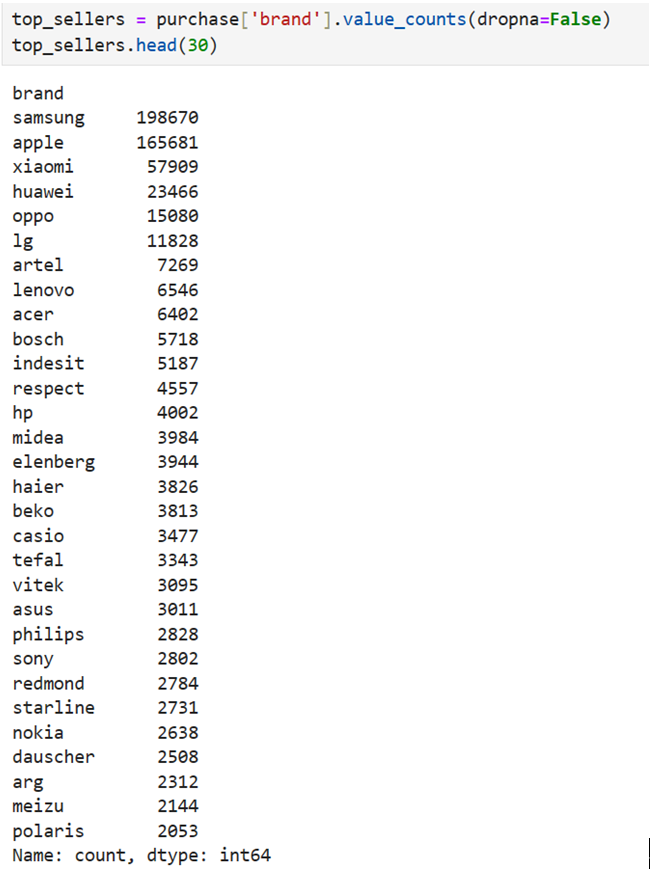 top_sellers = purchase['brand'].value_counts(dropna=False)
top_sellers.head(30)
brand
samsung 198670
apple 165681
xiaomi 57909
huawei 23466
oppo 15080
lg 11828
artel 7269
lenovo 6546
acer 6402
bosch 5718
indesit 5187
respect 4557
hp 4002
midea 3984
elenberg 3944
haier 3826
beko 3813
casio 3477
tefal 3343
vitek 3095
asus 3011
philips 2828
sony 2802
redmond 2784
starline 2731
nokia 2638
dauscher 2508
arg 2312
meizu 2144
polaris 2053
Name: count, dtype: int64